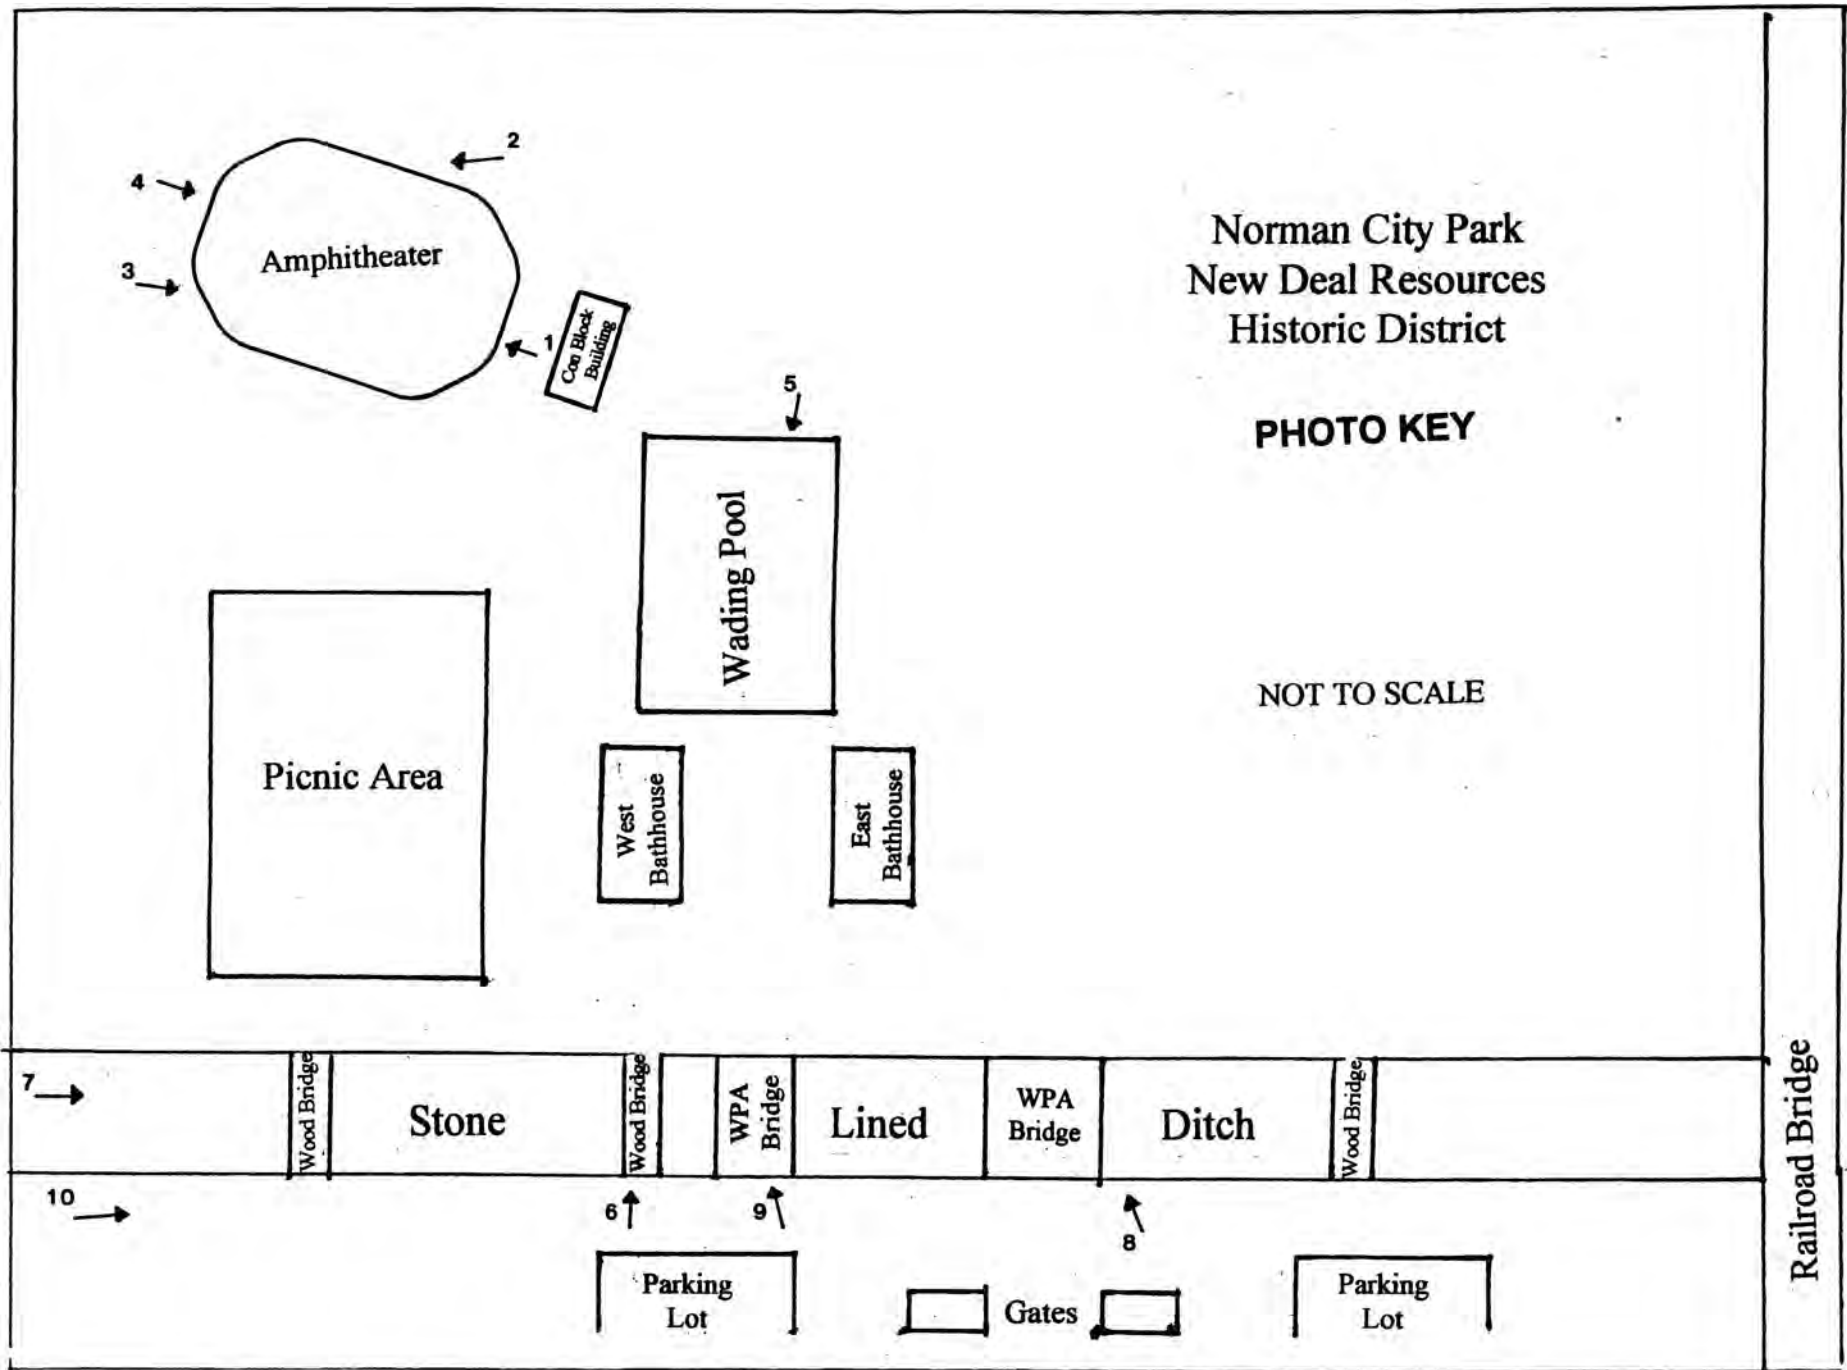 2
4
Amphitheater
3
1
Con Block
Building
Norman City Park
New Deal Resources
Historic District
PHOTO KEY
5
Wading Pool
NOT TO SCALE
Picnic Area
West
Bathhouse
East
Bathhouse
7
Wood Bridge
Stone
Wood Bridge
WPA
Bridge
Lined
WPA
Bridge
Ditch
Wood Bridge
Railroad Bridge
10
6
9
8
Parking
Lot
Gates
Parking
Lot